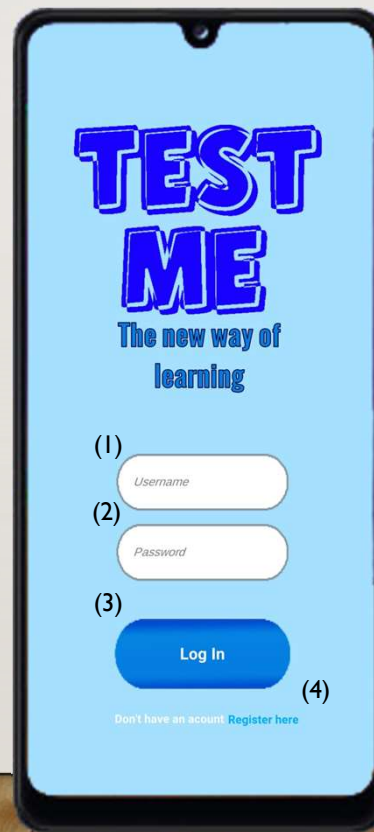 TEST
ME
The new way of
learning
(1)
Username
(2)
Password
(3)
Log In
(4)
Don't have an acount Register here